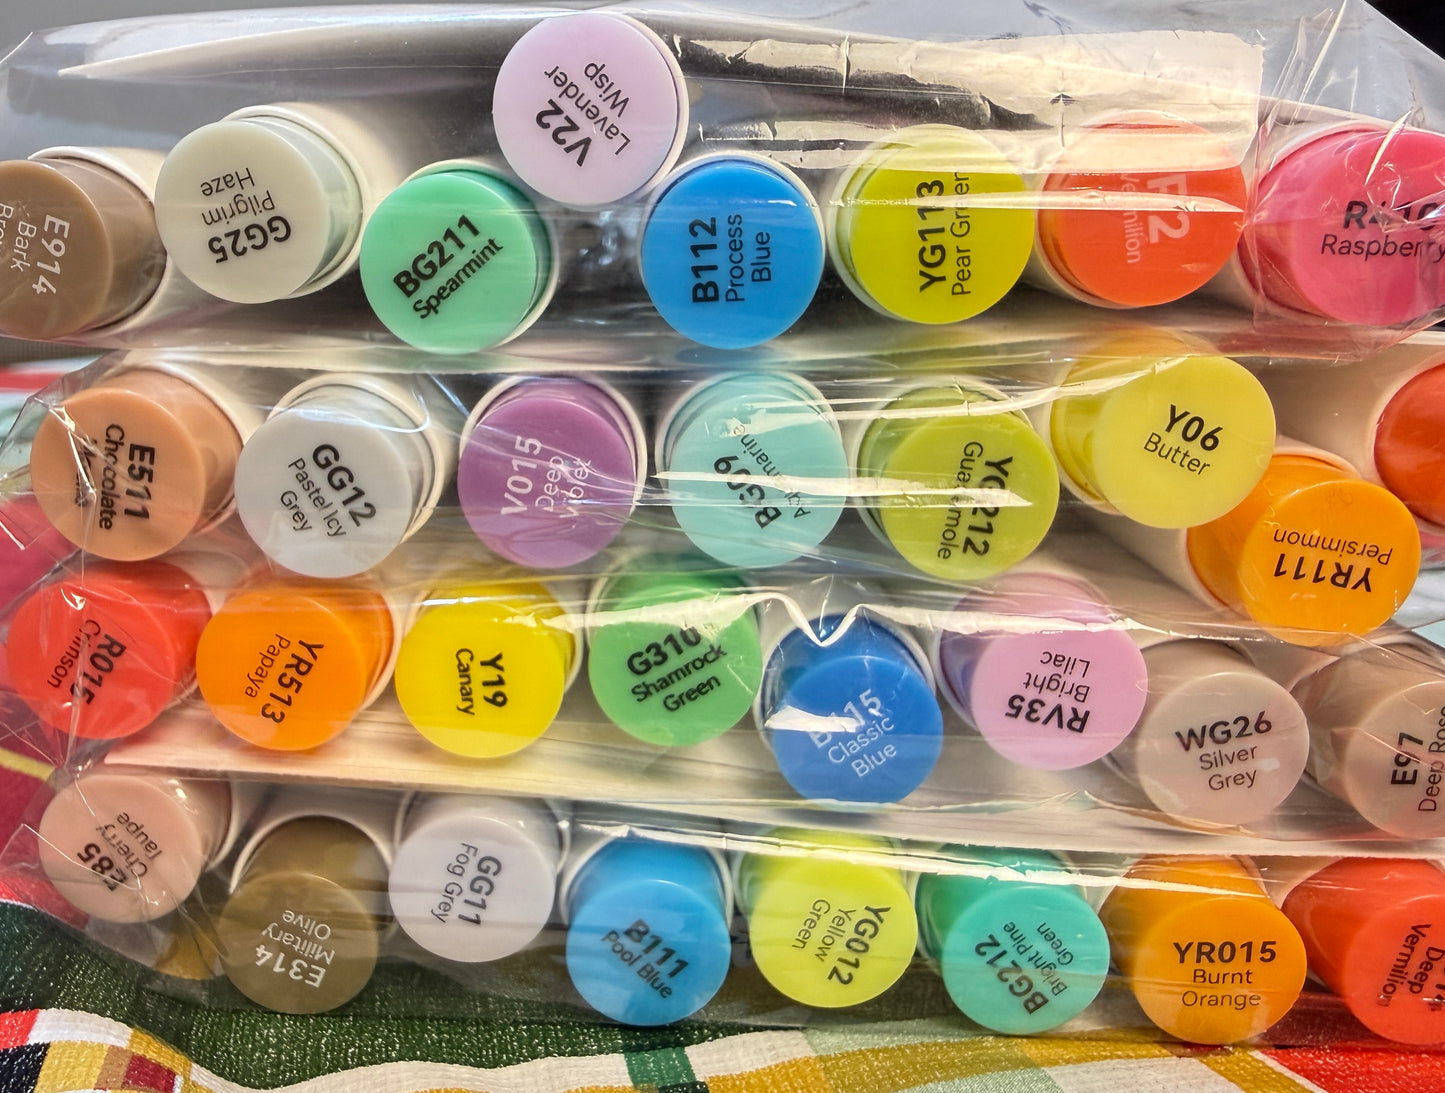 E914
Bark
GG25
Pilgrim
Haze
BG211
Spearmint
V22
Lavender
Wisp
B112
Process
Blue
YG113
Pear Green
Raspberry
E511
Chocolate
GG12
Pastel Icy
Grey
V015
Deep
Violet
BG09
Guacamole
Y06
Butter
YR111
Persimmon
R015
Crimson
YR513
Papaya
Y19
Canary
G310
Shamrock
Green
Classic
Blue
RV35
Bright
Lilac
WG26
Silver
Grey
E97
Deep
E85
Cherry
Taupe
E314
Military
Olive
GG11
Fog Grey
B111
Pool Blue
YG012
Yellow
Green
BG212
Bright Pine
Green
YR015
Burnt
Orange
Deep
Vermilion